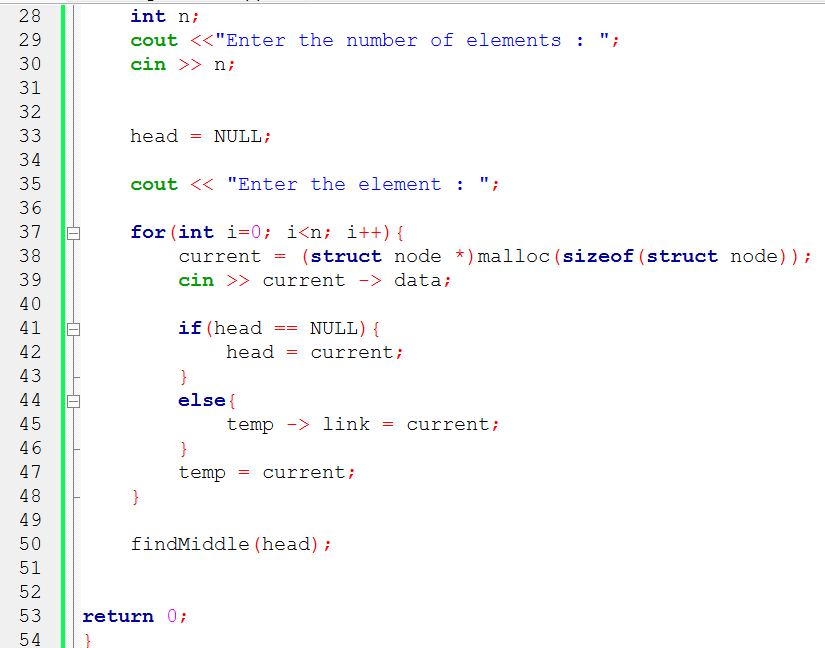 28 int n;
29 cout <<"Enter the number of elements : ";
30 cin >> n;
31
32
33 head = NULL;
34
35 cout << "Enter the element : ";
36
37 for(int i=0; i<n; i++){
38 current = (struct node *)malloc(sizeof(struct node));
39 cin >> current -> data;
40
41 if(head == NULL){
42 head = current;
43 }
44 else{
45 temp -> link = current;
46 }
47 temp = current;
48 }
49
50 findMiddle(head);
51
52
53 return 0;
54 }